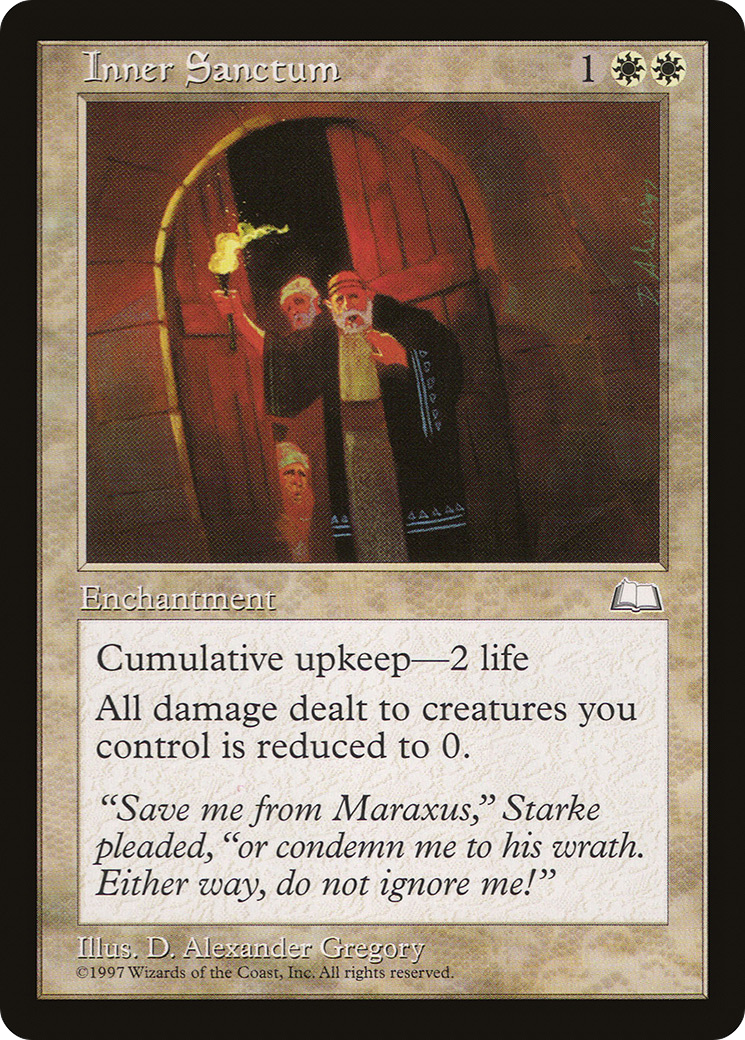 Inner Sanctum 1
Enchantment
Cumulative upkeep—2 life
All damage dealt to creatures you
control is reduced to 0.
“Save me from Maraxus,” Starke
pleaded, “or condemn me to his wrath.
Either way, do not ignore me!”
Illus. D. Alexander Gregory
©1997 Wizards of the Coast, Inc. All rights reserved.